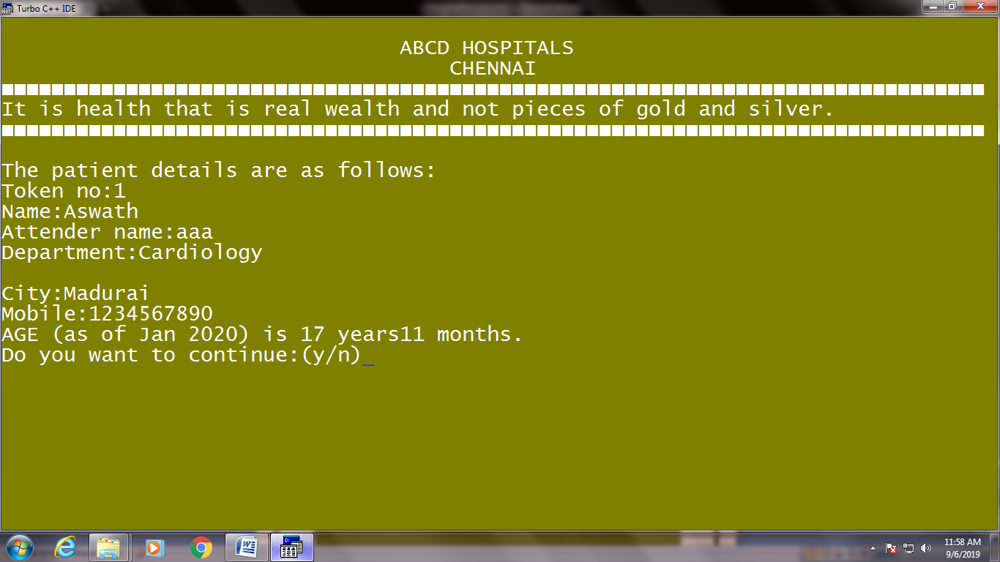 Turbo C++ IDE
ABCD HOSPITALS
CHENNAI
It is health that is real wealth and not pieces of gold and silver.
The patient details are as follows:
Token no:1
Name:Aswath
Attender name:aaa
Department:Cardiology
City:Madurai
Mobile:1234567890
AGE (as of Jan 2020) is 17 years11 months.
Do you want to continue:(y/n)_
11:58 AM
9/6/2019